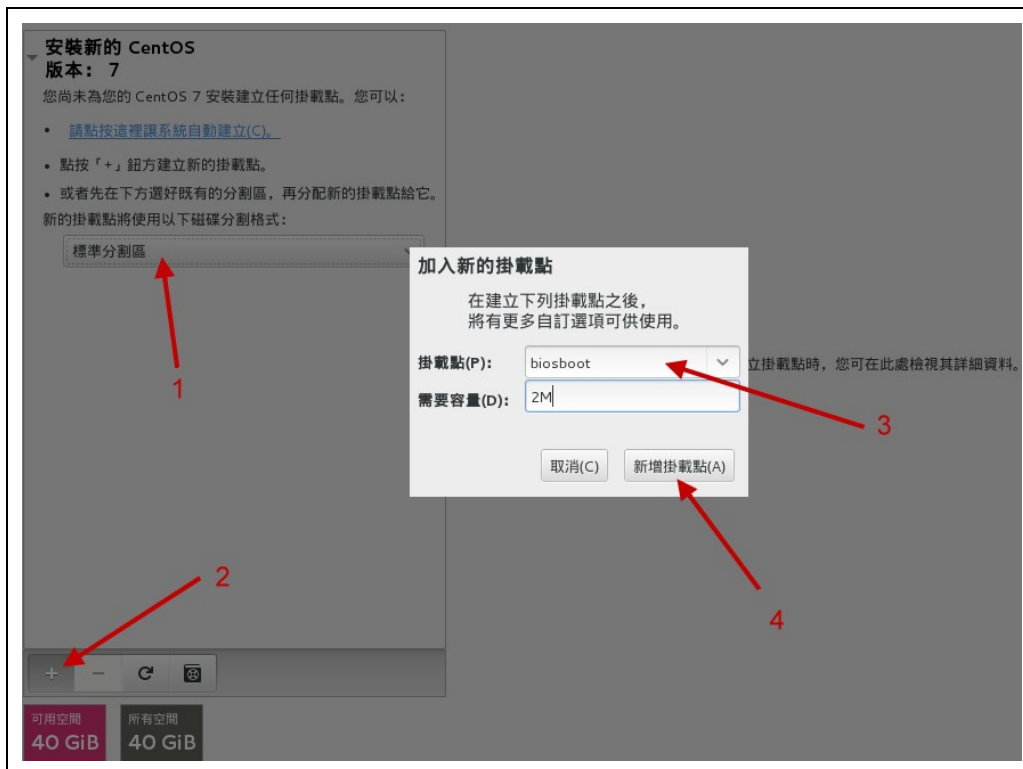 安裝新的 CentOS
版本： 7
您尚未為您的 CentOS 7 安裝建立任何掛載點。您可以：
• 請點按這裡讓系統自動建立(C)。
• 點按「+」鈕方建立新的掛載點。
• 或者先在下方選好既有的分割區，再分配新的掛載點給它。
新的掛載點將使用以下磁碟分割格式：
標準分割區
1
加入新的掛載點
在建立下列掛載點之後，
將有更多自訂選項可供使用。
掛載點(P)： biosboot
立掛載點時，您可在此處檢視其詳細資料。
需要容量(D)： 2M
3
取消(C) 新增掛載點(A)
2
4
+ −
可用空間
40 GiB
所有空間
40 GiB